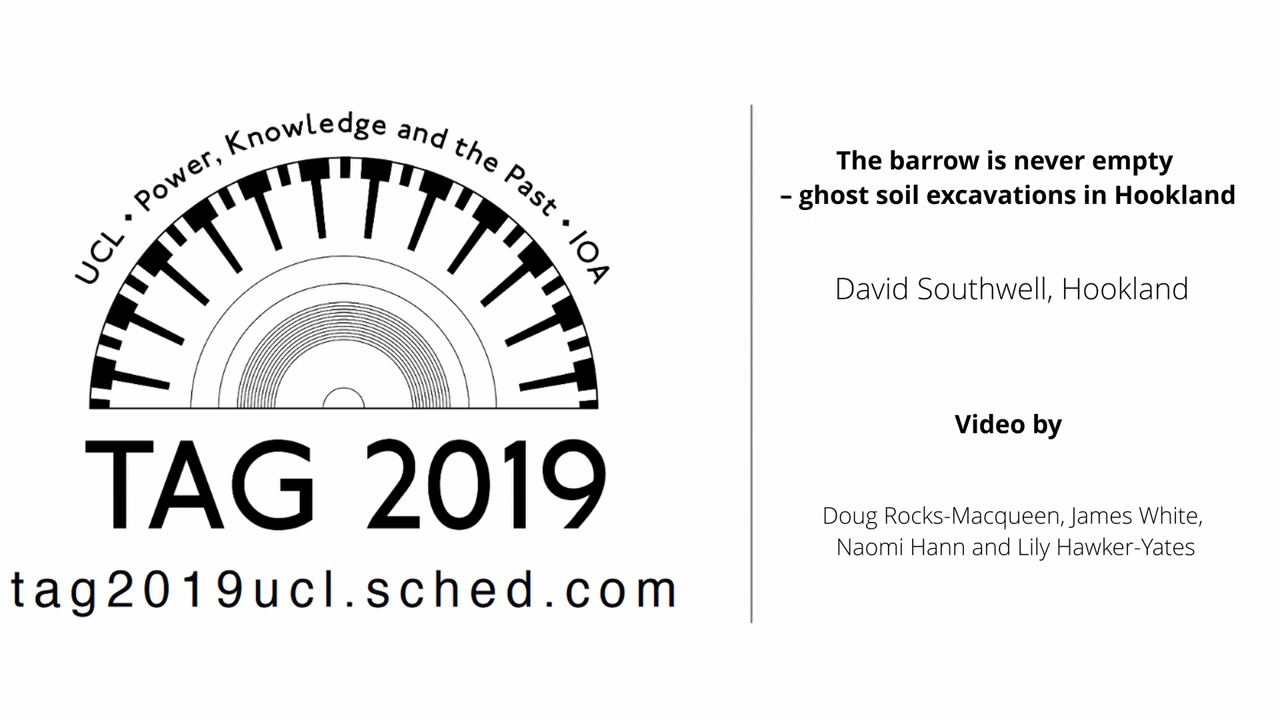 UCL • Power, Knowledge and the Past • IOA
TAG 2019
tag2019ucl.sched.com
The barrow is never empty
– ghost soil excavations in Hookland
David Southwell, Hookland
Video by
Doug Rocks-Macqueen, James White,
Naomi Hann and Lily Hawker-Yates